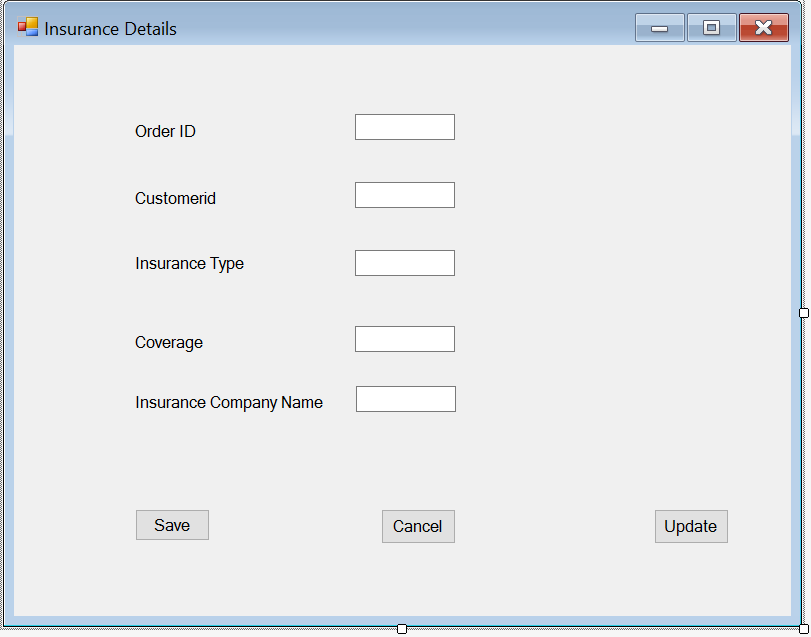 Insurance Details
Order ID
Customerid
Insurance Type
Coverage
Insurance Company Name
Save Cancel Update